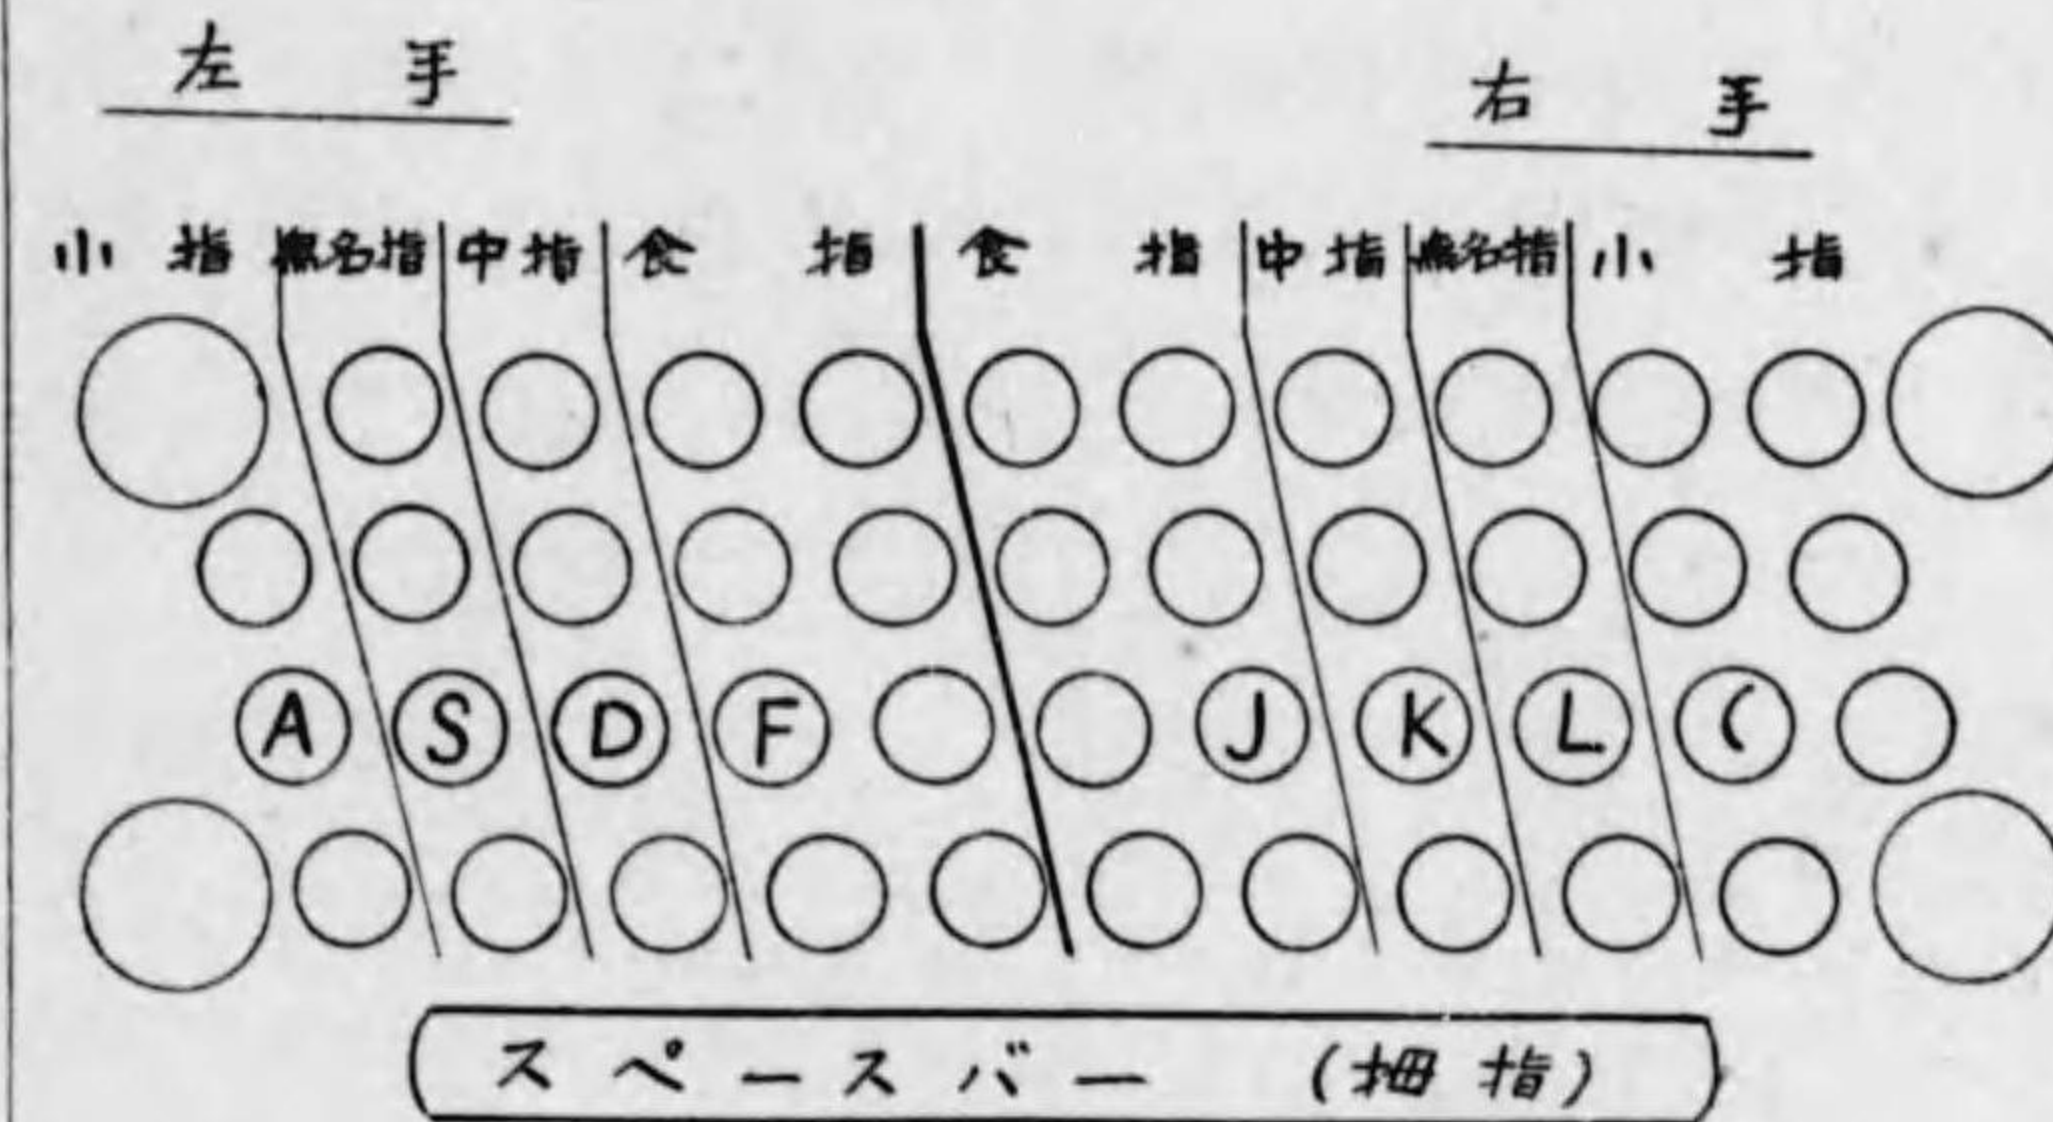 左手 右手
小指 無名指 中指 食指 食指 中指 無名指 小指
A S D F J K L (
スペースバー (拇指)